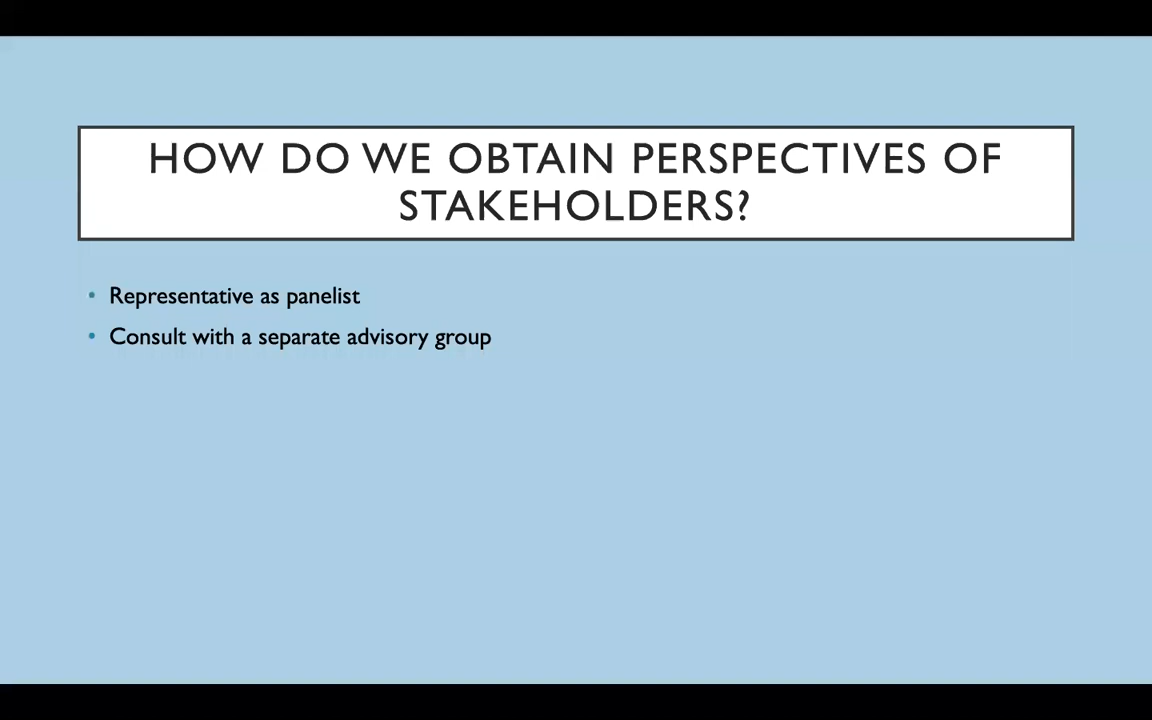 HOW DO WE OBTAIN PERSPECTIVES OF
STAKEHOLDERS?
• Representative as panelist
• Consult with a separate advisory group